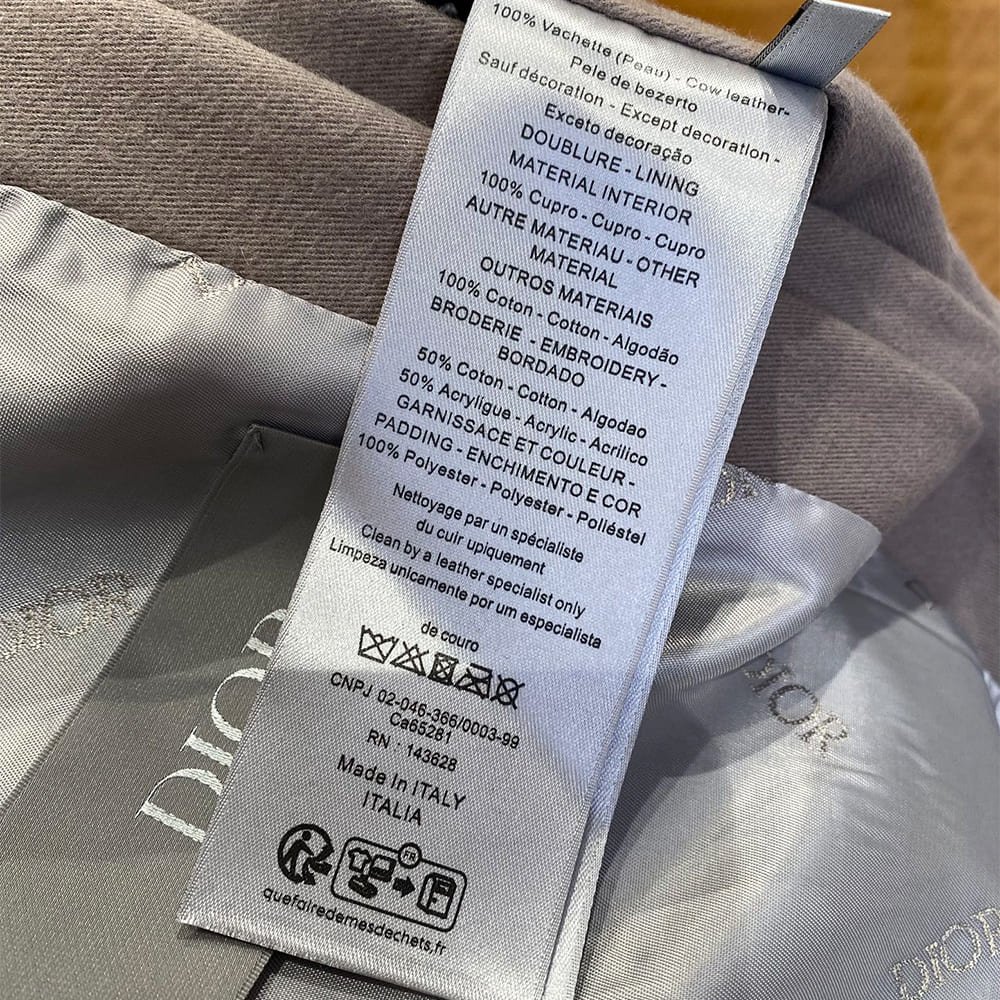 100% Vachette (Peau) - Cow leather-
Pele de bezerto
Sauf décoration - Except decoration -
Exceto decoração
DOUBLURE - LINING
MATERIAL INTERIOR
100% Cupro - Cupro - Cupro
AUTRE MATERIAU - OTHER
MATERIAL
OUTROS MATERIAIS
100% Coton - Cotton - Algodão
BRODERIE - EMBROIDERY -
BORDADO
50% Coton - Cotton - Algodao
50% Acryligue - Acrylic - Acrílico
GARNISSACE ET COULEUR -
PADDING - ENCHIMENTO E COR
100% Polyester - Polyester - Poliéstel
Nettoyage par un spécialiste
du cuir upiquement
Clean by a leather specialist only
Limpeza unicamente por um especialista
de couro
CNPJ 02-046-366/0003-99
Ca65281
RN : 143628
Made In ITALY
ITALIA
FR
quefairedemesdechets.fr
DIOR
DIOR
DIOR
DIOR